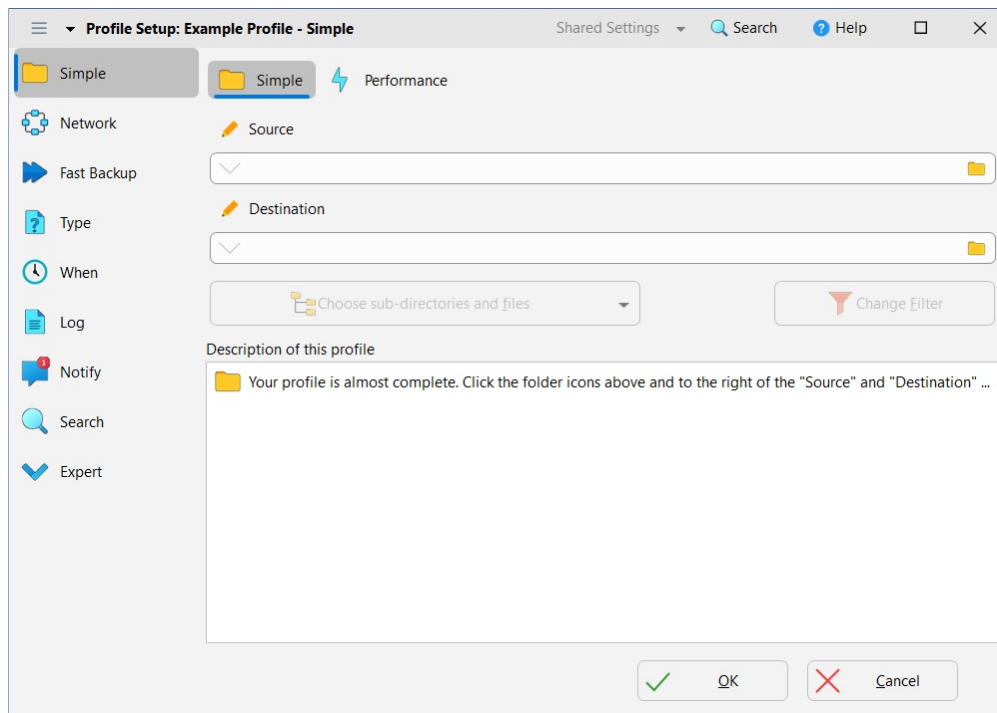 Profile Setup: Example Profile - Simple Shared Settings Search Help
Simple
Network
Fast Backup
Type
When
Log
1
Notify
Search
Expert
Simple Performance
Source
Destination
Choose sub-directories and files Change Filter
Description of this profile
Your profile is almost complete. Click the folder icons above and to the right of the "Source" and "Destination" ...
OK Cancel